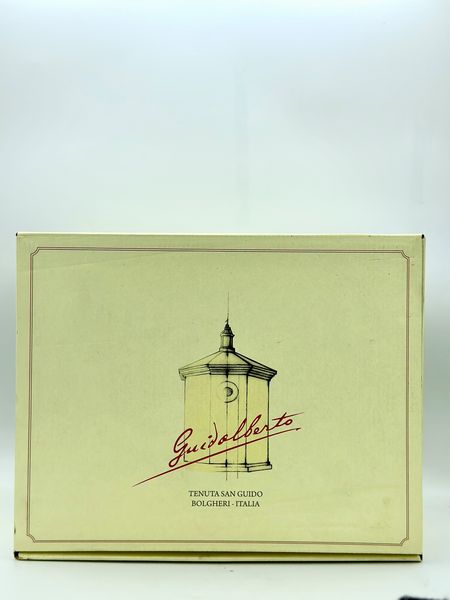 Guidalberto
TENUTA SAN GUIDO
BOLGHERI - ITALIA